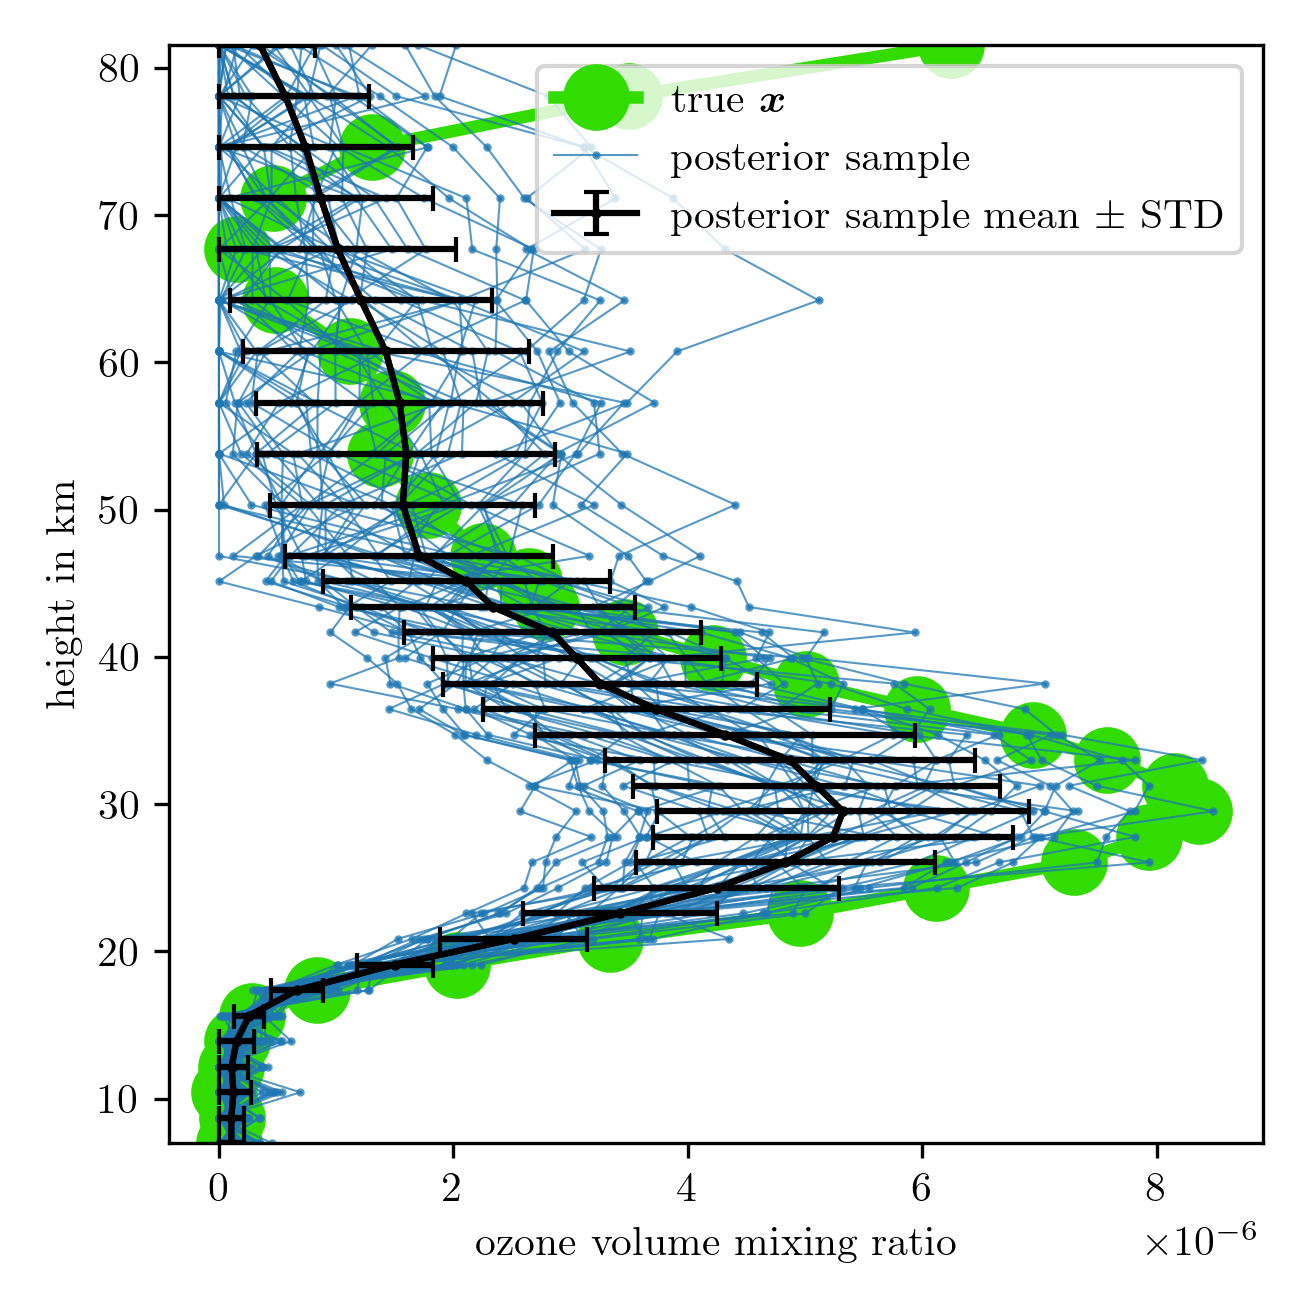 80
70
60
50
40
30
20
10
height in km
true x
posterior sample
posterior sample mean ± STD
0 2 4 6 8
ozone volume mixing ratio
×10⁻⁶